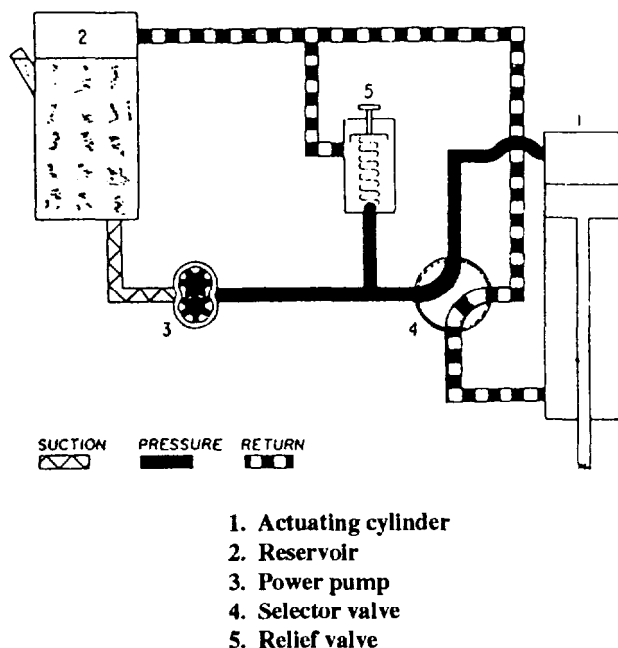 2
5
1
3
4
SUCTION PRESSURE RETURN
1. Actuating cylinder
2. Reservoir
3. Power pump
4. Selector valve
5. Relief valve